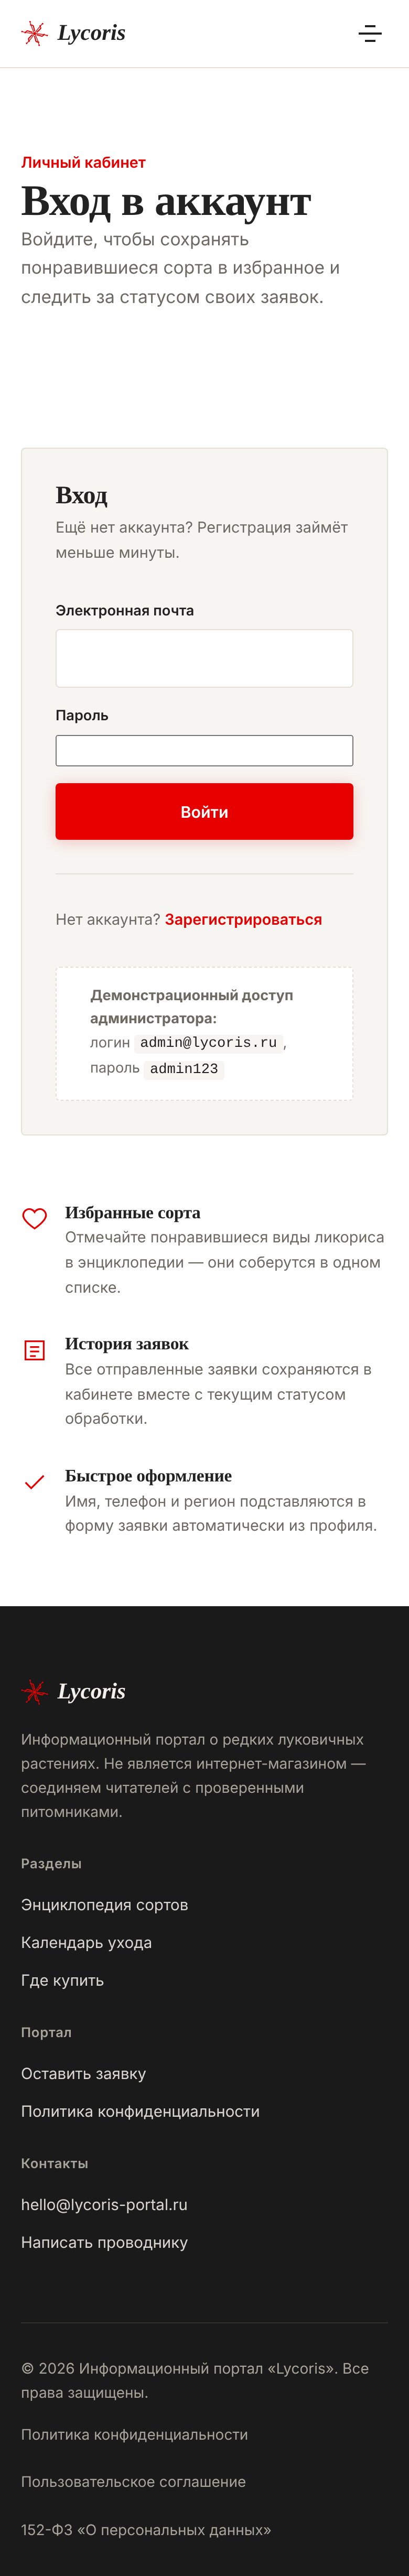 Lycoris
Личный кабинет
Вход в аккаунт
Войдите, чтобы сохранять
понравившиеся сорта в избранное и
следить за статусом своих заявок.
Вход
Ещё нет аккаунта? Регистрация займёт
меньше минуты.
Электронная почта
Пароль
Войти
Нет аккаунта? Зарегистрироваться
Демонстрационный доступ
администратора:
логин admin@lycoris.ru,
пароль admin123
Избранные сорта
Отмечайте понравившиеся виды ликориса
в энциклопедии — они соберутся в одном
списке.
История заявок
Все отправленные заявки сохраняются в
кабинете вместе с текущим статусом
обработки.
Быстрое оформление
Имя, телефон и регион подставляются в
форму заявки автоматически из профиля.
Lycoris
Информационный портал о редких луковичных
растениях. Не является интернет-магазином —
соединяем читателей с проверенными
питомниками.
Разделы
Энциклопедия сортов
Календарь ухода
Где купить
Портал
Оставить заявку
Политика конфиденциальности
Контакты
hello@lycoris-portal.ru
Написать проводнику
© 2026 Информационный портал «Lycoris». Все
права защищены.
Политика конфиденциальности
Пользовательское соглашение
152-ФЗ «О персональных данных»